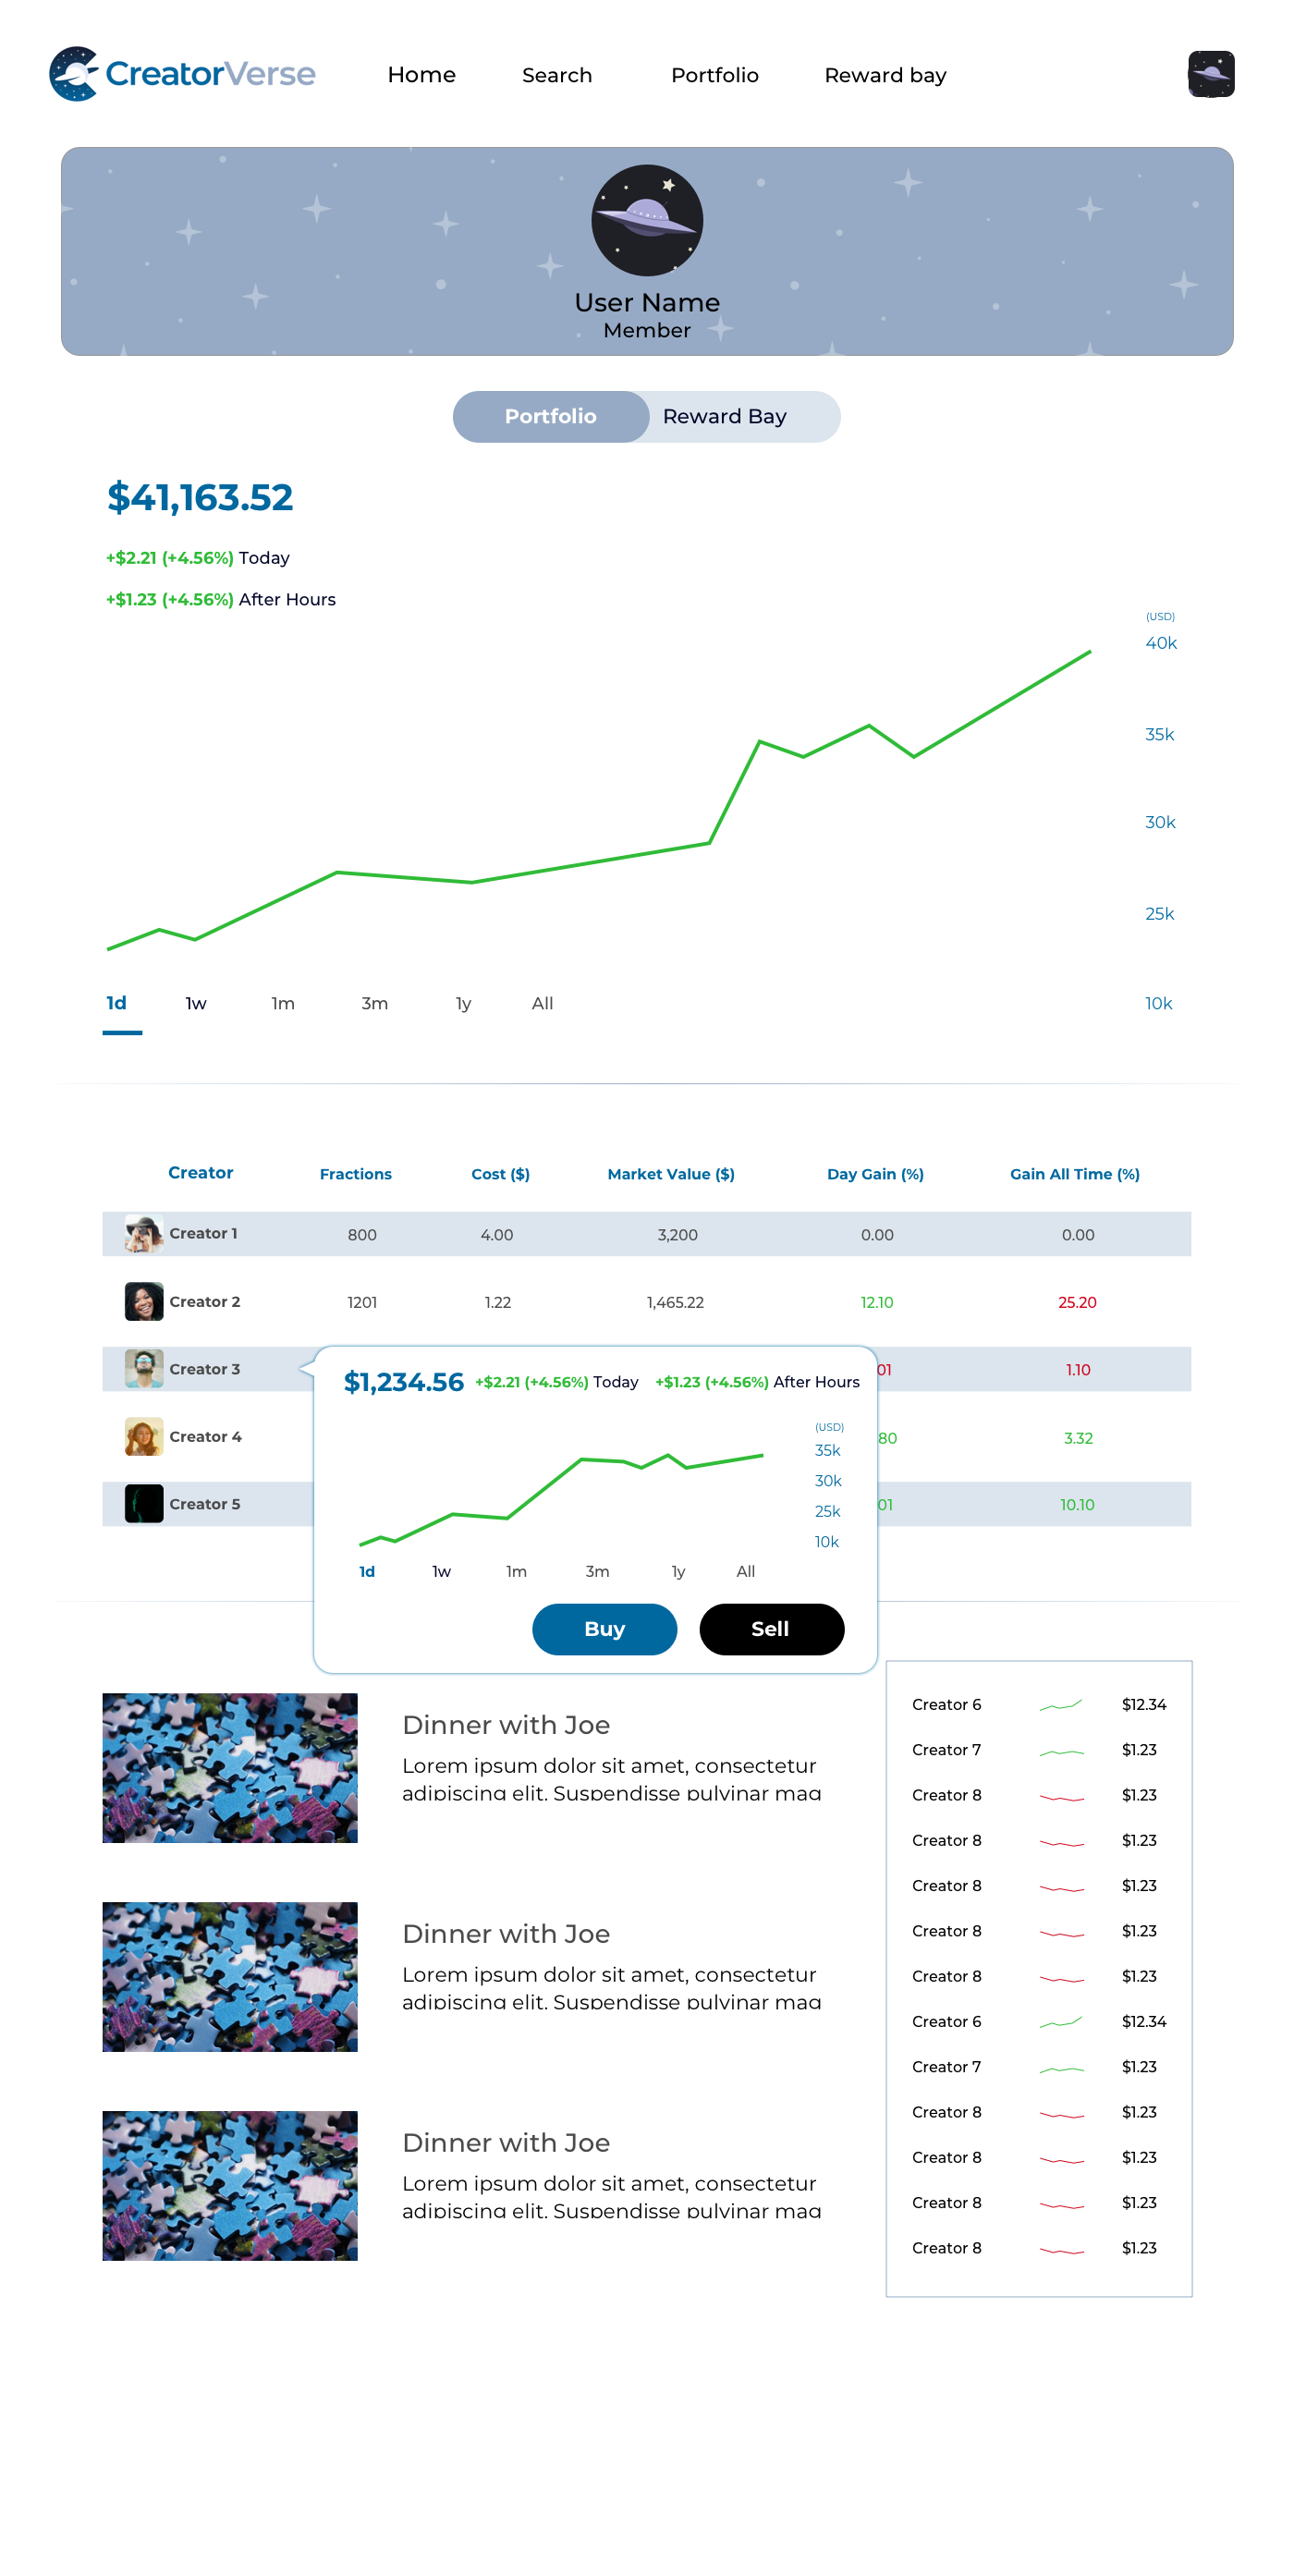 CreatorVerse Home Search Portfolio Reward bay
User Name
Member
Portfolio Reward Bay
$41,163.52
+$2.21 (+4.56%) Today
+$1.23 (+4.56%) After Hours
(USD)
40k
35k
30k
25k
10k
1d 1w 1m 3m 1y All
Creator Fractions Cost ($) Market Value ($) Day Gain (%) Gain All Time (%)
Creator 1 800 4.00 3,200 0.00 0.00
Creator 2 1201 1.22 1,465.22 12.10 25.20
Creator 3 01 1.10
Creator 4 80 3.32
Creator 5 01 10.10
$1,234.56 +$2.21 (+4.56%) Today +$1.23 (+4.56%) After Hours
(USD)
35k
30k
25k
10k
1d 1w 1m 3m 1y All
Buy Sell
Dinner with Joe
Lorem ipsum dolor sit amet, consectetur
adipiscing elit. Suspendisse pulvinar mag
Dinner with Joe
Lorem ipsum dolor sit amet, consectetur
adipiscing elit. Suspendisse pulvinar mag
Dinner with Joe
Lorem ipsum dolor sit amet, consectetur
adipiscing elit. Suspendisse pulvinar mag
Creator 6 $12.34
Creator 7 $1.23
Creator 8 $1.23
Creator 8 $1.23
Creator 8 $1.23
Creator 8 $1.23
Creator 8 $1.23
Creator 6 $12.34
Creator 7 $1.23
Creator 8 $1.23
Creator 8 $1.23
Creator 8 $1.23
Creator 8 $1.23